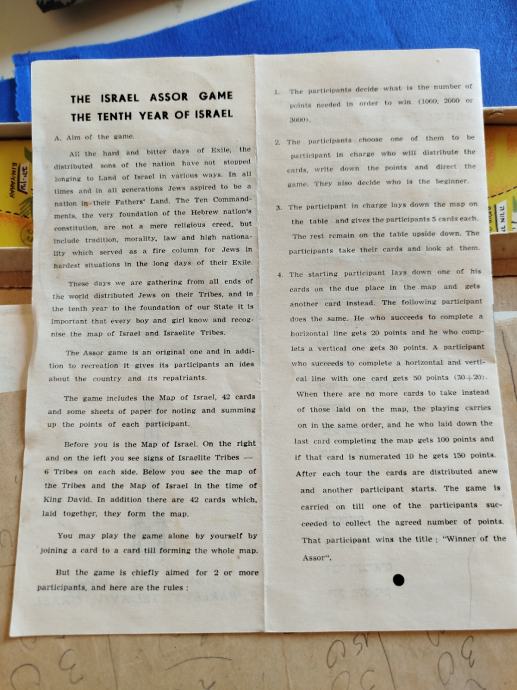 THE ISRAEL ASSOR GAME
THE TENTH YEAR OF ISRAEL
A. Aim of the game.
All the hard and bitter days of Exile, the
distributed sons of the nation have not stopped
longing to Land of Israel in various ways. In all
times and in all generations Jews aspired to be a
nation in their Fathers' Land. The Ten Command-
ments, the very foundation of the Hebrew nation's
constitution, are not a mere religious creed, but
include tradition, morality, law and high nationa-
lity which served as a fire column for Jews in
hardest situations in the long days of their Exile.
These days we are gathering from all ends of
the world distributed Jews on their Tribes, and in
the tenth year to the foundation of our State it is
important that every boy and girl know and recog-
nise the map of Israel and Israelite Tribes.
The Assor game is an original one and in addi-
tion to recreation it gives its participants an idea
about the country and its repatriants.
The game includes the Map of Israel, 42 cards
and some sheets of paper for noting and summing
up the points of each participant.
Before you is the Map of Israel. On the right
and on the left you see signs of Israelite Tribes —
6 Tribes on each side. Below you see the map of
the Tribes and the Map of Israel in the time of
King David. In addition there are 42 cards which,
laid together, they form the map.
You may play the game alone by yourself by
joining a card to a card till forming the whole map.
But the game is chiefly aimed for 2 or more
participants, and here are the rules :
1. The participants decide what is the number of
points needed in order to win (1000, 2000 or
3000).
2. The participants choose one of them to be
participant in charge who will distribute the
cards, write down the points and direct the
game. They also decide who is the beginner.
3. The participant in charge lays down the map on
the table and gives the participants 5 cards each.
The rest remain on the table upside down. The
participants take their cards and look at them.
4. The starting participant lays down one of his
cards on the due place in the map and gets
another card instead. The following participant
does the same. He who succeeds to complete a
horizontal line gets 20 points and he who comp-
lets a vertical one gets 30 points. A participant
who succeeds to complete a horizontal and verti-
cal line with one card gets 50 points (30+20).
When there are no more cards to take instead
of those laid on the map, the playing carries
on in the same order, and he who laid down the
last card completing the map gets 100 points and
if that card is numerated 10 he gets 150 points.
After each tour the cards are distributed anew
and another participant starts. The game is
carried on till one of the participants suc-
ceeded to collect the agreed number of points.
That participant wins the title : "Winner of the
Assor".